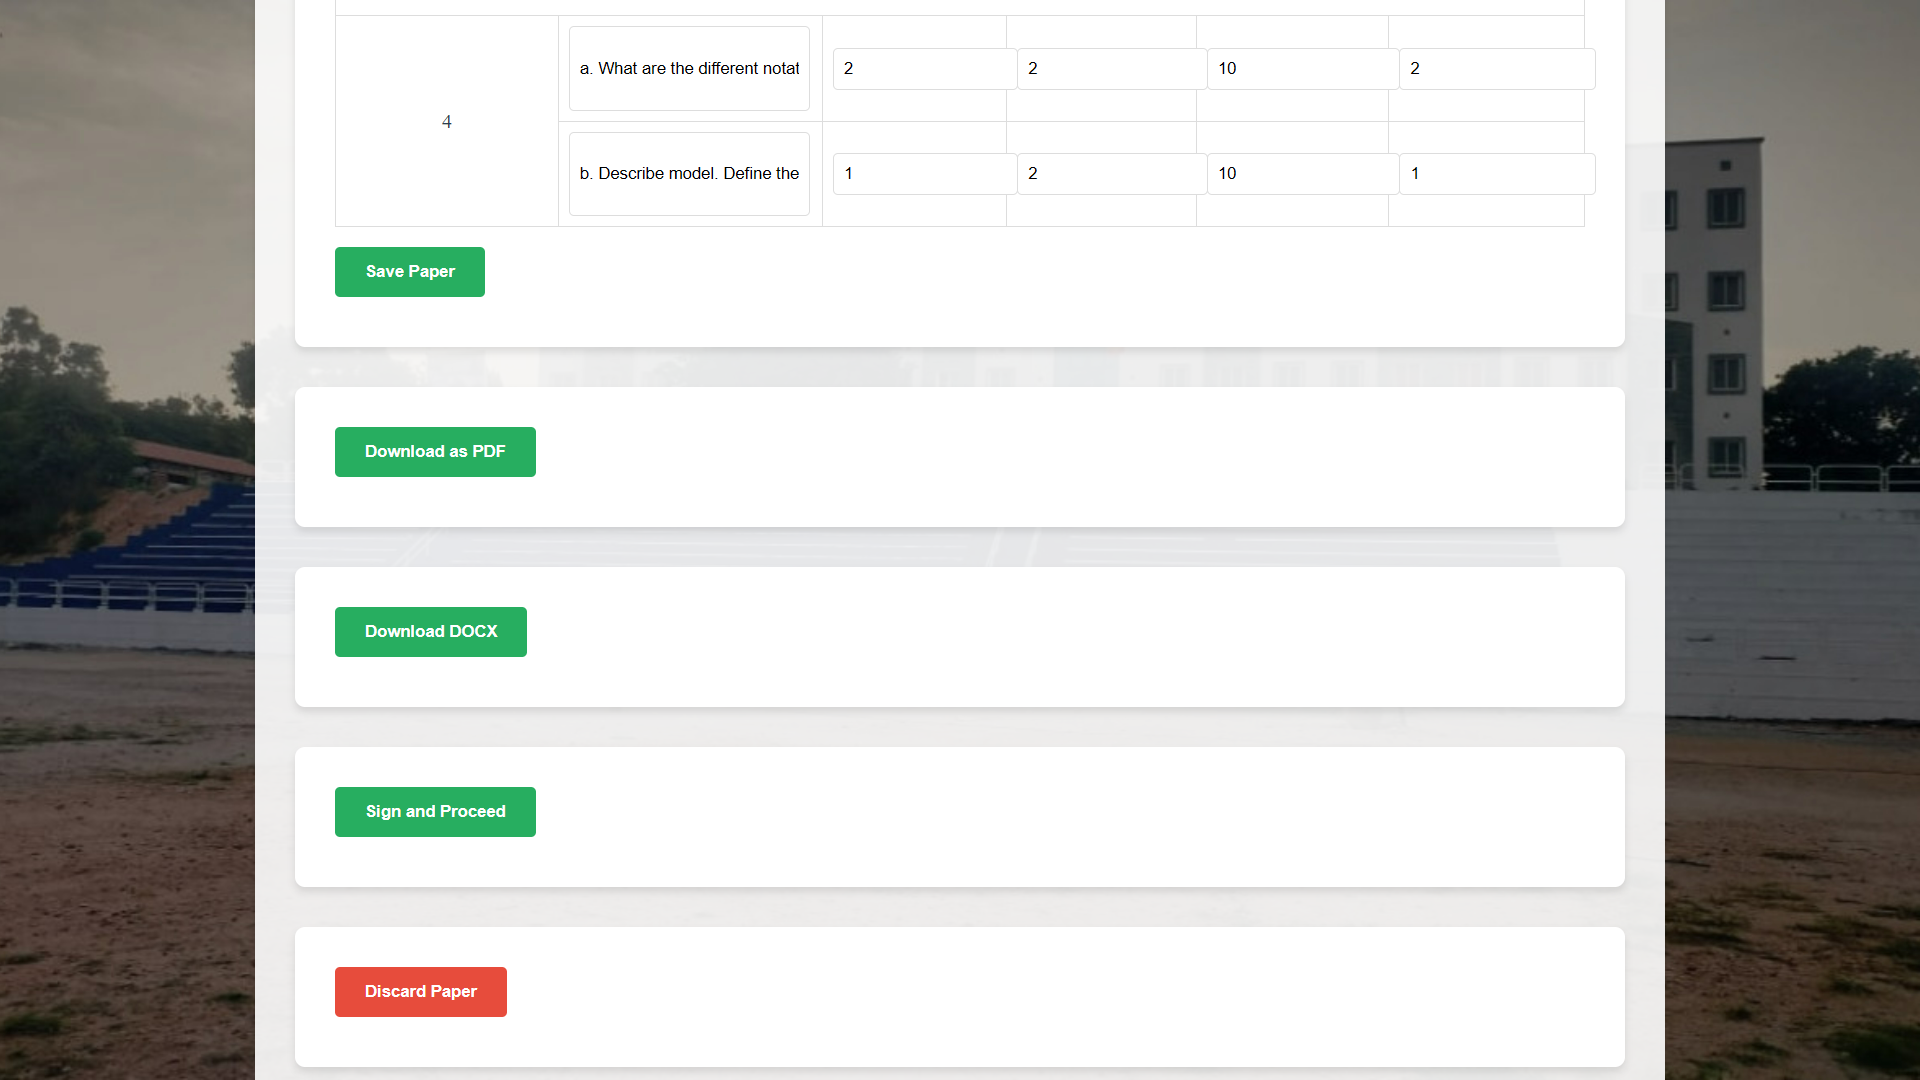 4
a. What are the different notat
2
2
10
2
b. Describe model. Define the
1
2
10
1
Save Paper
Download as PDF
Download DOCX
Sign and Proceed
Discard Paper